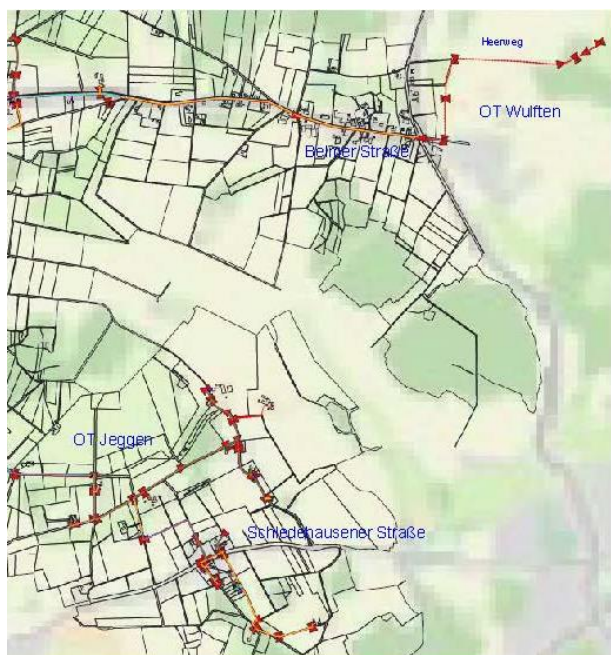 Heerweg
OT Wulften
Belmer Straße
OT Jeggen
Schledehausener Straße